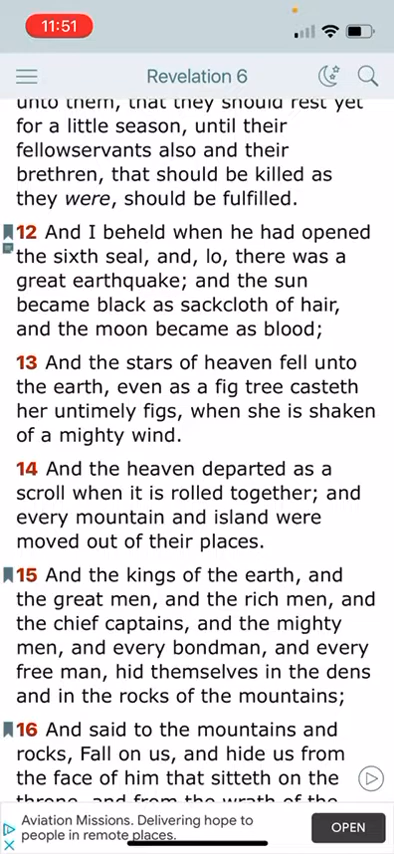 11:51
Revelation 6
unto them, that they should rest yet
for a little season, until their
fellowservants also and their
brethren, that should be killed as
they were, should be fulfilled.
12 And I beheld when he had opened
the sixth seal, and, lo, there was a
great earthquake; and the sun
became black as sackcloth of hair,
and the moon became as blood;
13 And the stars of heaven fell unto
the earth, even as a fig tree casteth
her untimely figs, when she is shaken
of a mighty wind.
14 And the heaven departed as a
scroll when it is rolled together; and
every mountain and island were
moved out of their places.
15 And the kings of the earth, and
the great men, and the rich men, and
the chief captains, and the mighty
men, and every bondman, and every
free man, hid themselves in the dens
and in the rocks of the mountains;
16 And said to the mountains and
rocks, Fall on us, and hide us from
the face of him that sitteth on the
throne, and from the wrath of the
Aviation Missions. Delivering hope to
people in remote places.
OPEN